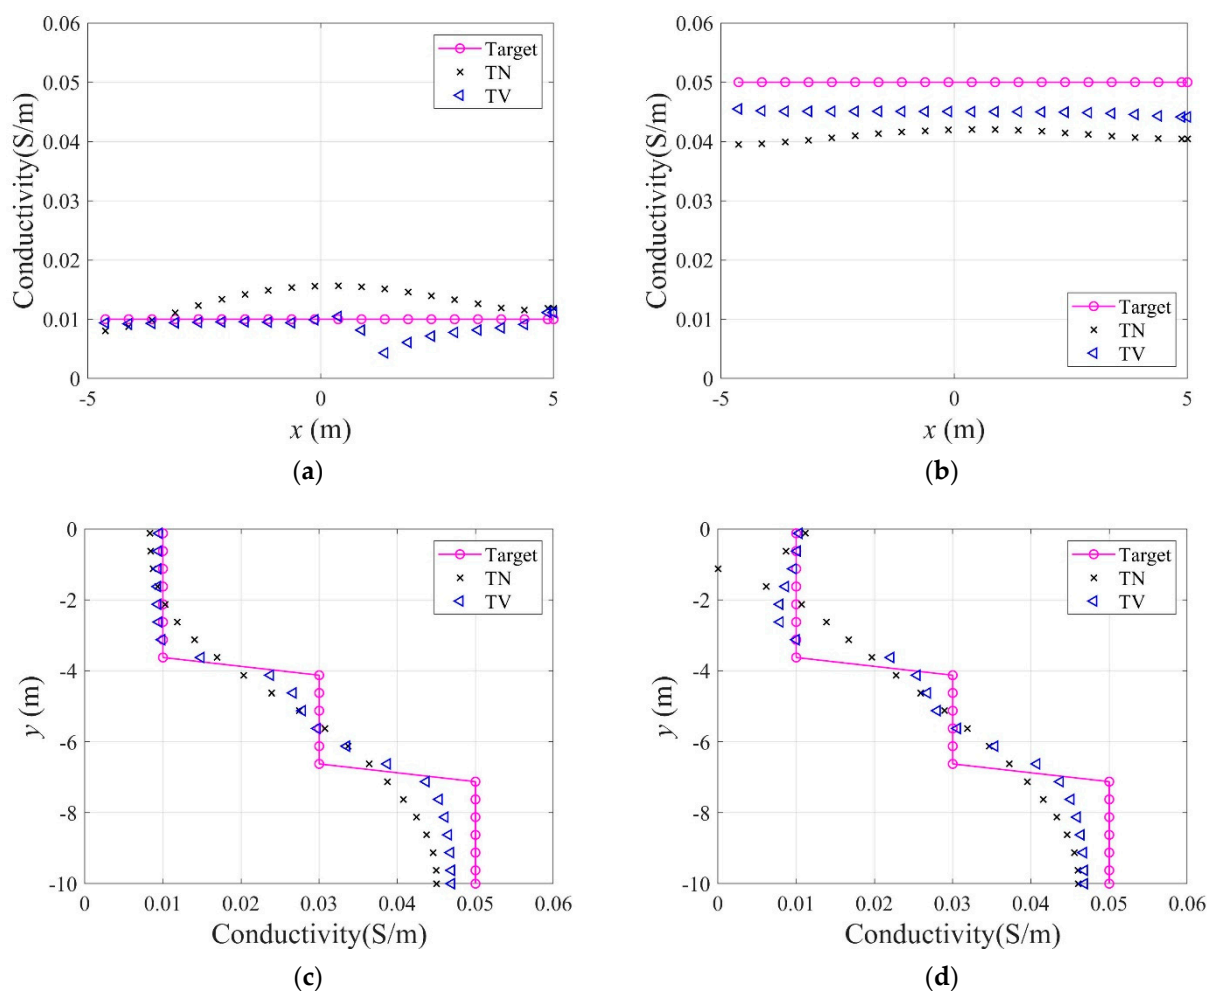 0.06
0.05
0.04
0.03
0.02
0.01
0
Conductivity(S/m)
Target
TN
TV
-5 0 5
x (m)
(a)
0.06
0.05
0.04
0.03
0.02
0.01
0
Conductivity(S/m)
Target
TN
TV
-5 0 5
x (m)
(b)
0
-2
-4
-6
-8
-10
y (m)
Target
TN
TV
0 0.01 0.02 0.03 0.04 0.05 0.06
Conductivity(S/m)
(c)
0
-2
-4
-6
-8
-10
y (m)
Target
TN
TV
0 0.01 0.02 0.03 0.04 0.05 0.06
Conductivity(S/m)
(d)